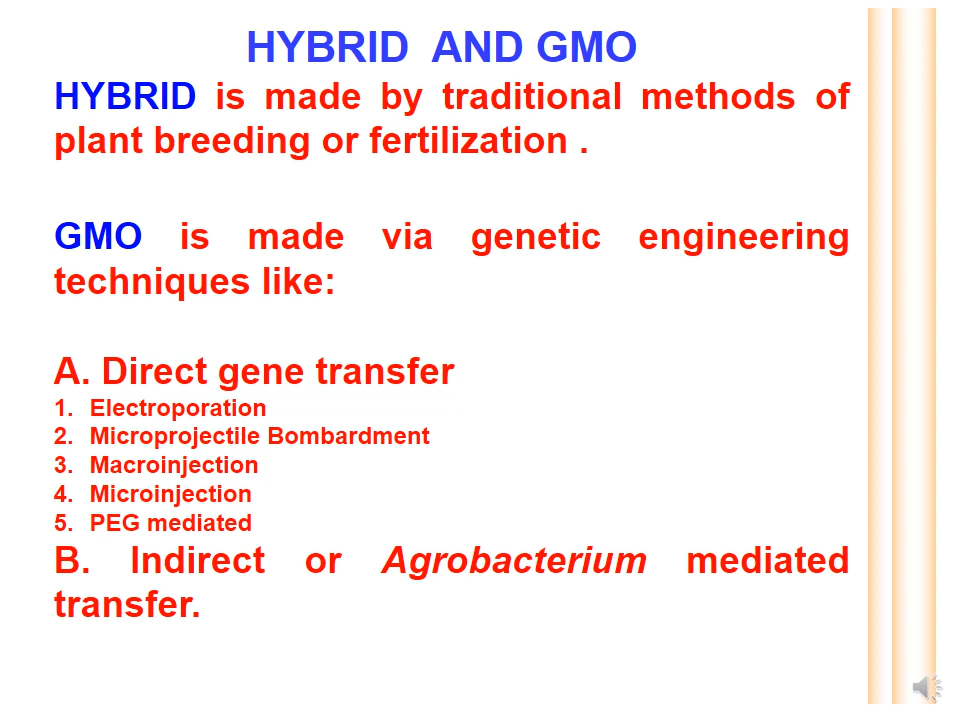 HYBRID AND GMO
HYBRID is made by traditional methods of
plant breeding or fertilization .
GMO is made via genetic engineering
techniques like:
A. Direct gene transfer
1. Electroporation
2. Microprojectile Bombardment
3. Macroinjection
4. Microinjection
5. PEG mediated
B. Indirect or Agrobacterium mediated
transfer.